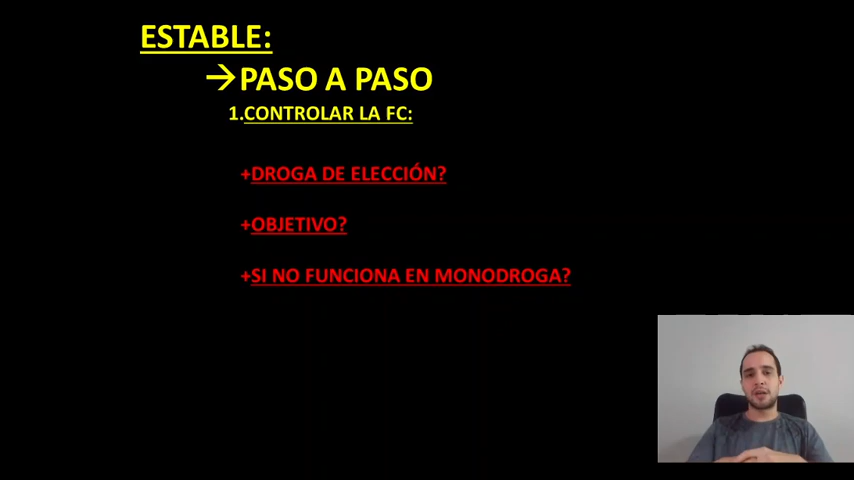 ESTABLE:
→PASO A PASO
1.CONTROLAR LA FC:
+DROGA DE ELECCIÓN?
+OBJETIVO?
+SI NO FUNCIONA EN MONODROGA?